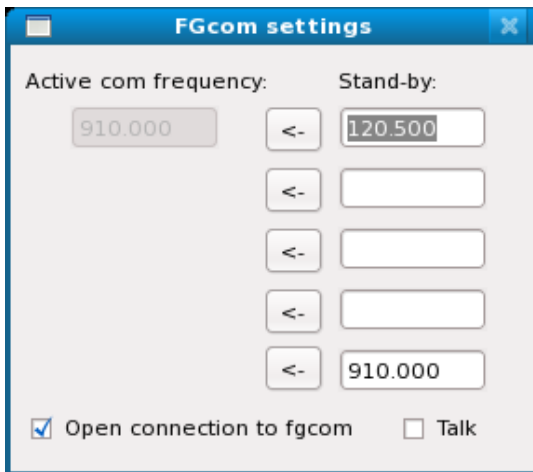 FGcom settings
Active com frequency: Stand-by:
910.000 <- 120.500
<-
<-
<-
<- 910.000
Open connection to fgcom Talk